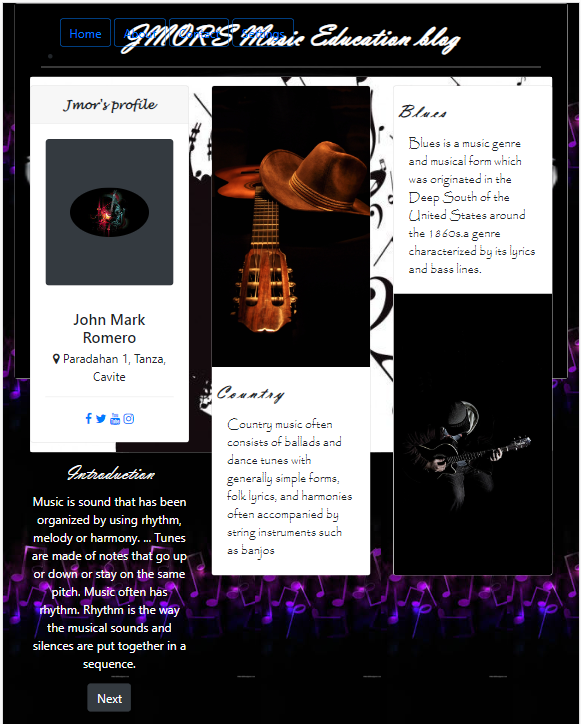 JMORS Music Education blog
Home
About
Contact
Settings
Jmor's profile
John Mark
Romero
Paradahan 1, Tanza,
Cavite
Introduction
Music is sound that has been
organized by using rhythm,
melody or harmony. ... Tunes
are made of notes that go up
or down or stay on the same
pitch. Music often has
rhythm. Rhythm is the way
the musical sounds and
silences are put together in a
sequence.
Next
Country
Country music often
consists of ballads and
dance tunes with
generally simple forms,
folk lyrics, and harmonies
often accompanied by
string instruments such
as banjos
Blues
Blues is a music genre
and musical form which
was originated in the
Deep South of the
United States around
the 1860s.a genre
characterized by its lyrics
and bass lines.